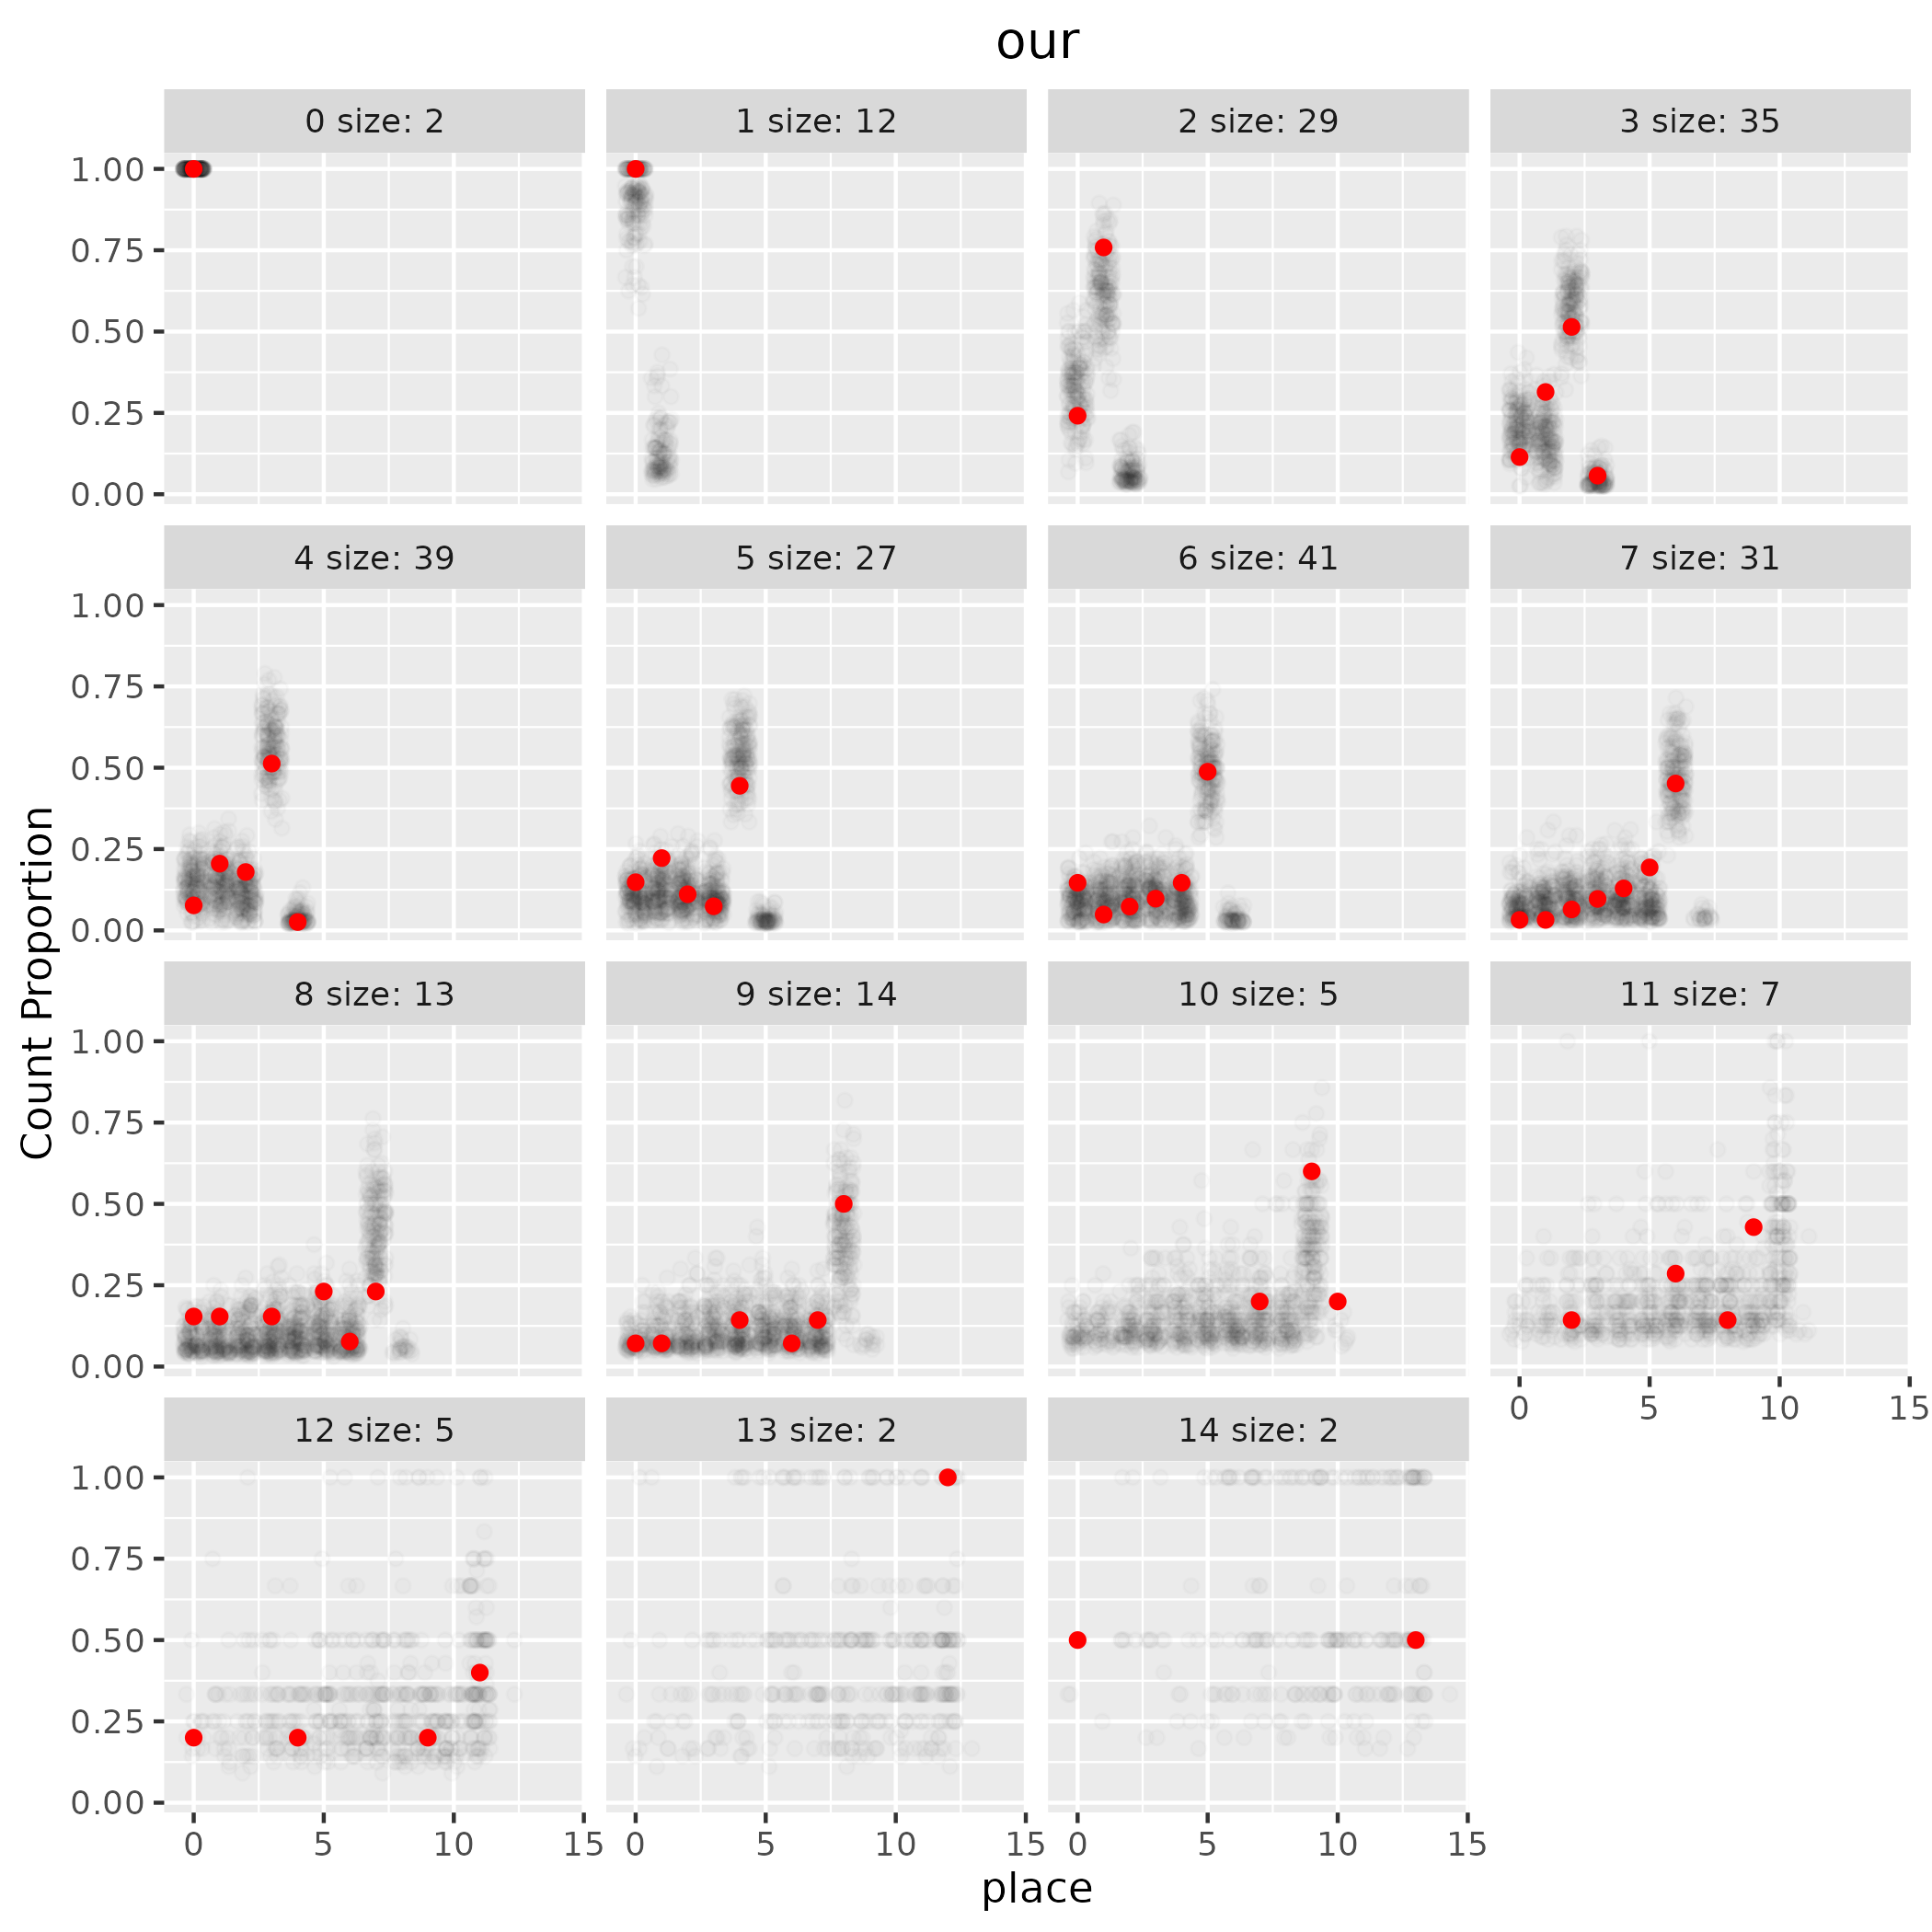 our
0 size: 2
1 size: 12
2 size: 29
3 size: 35
1.00
0.75
0.50
0.25
0.00
4 size: 39
5 size: 27
6 size: 41
7 size: 31
1.00
0.75
0.50
0.25
0.00
Count Proportion
8 size: 13
9 size: 14
10 size: 5
11 size: 7
1.00
0.75
0.50
0.25
0.00
0 5 10 15
12 size: 5
13 size: 2
14 size: 2
1.00
0.75
0.50
0.25
0.00
0 5 10 15
0 5 10 15
0 5 10 15
place